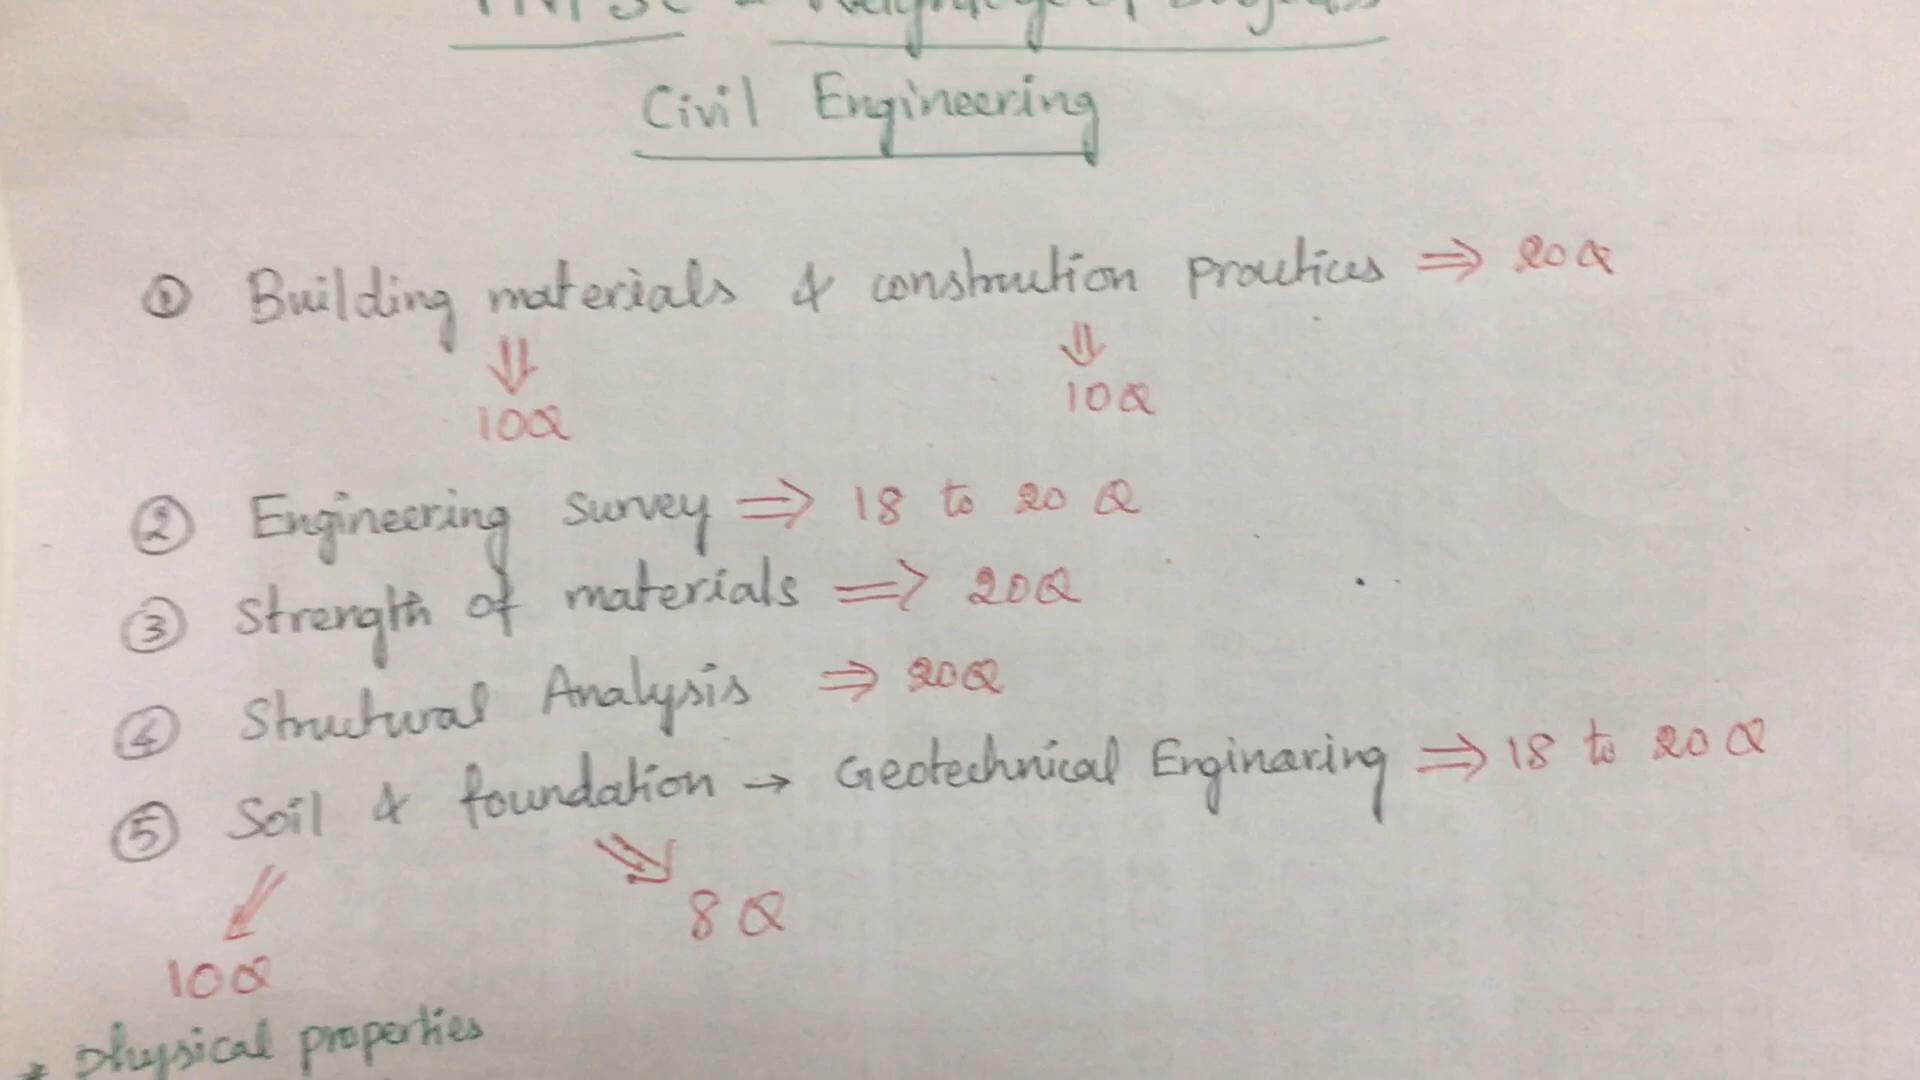 Civil Engineering
① Building materials & construction practices ⇒ 20Q
⇓ ⇓
10Q 10Q
② Engineering survey ⇒ 18 to 20 Q
③ Strength of materials ⇒ 20Q
④ Structural Analysis ⇒ 20Q
⑤ Soil & foundation → Geotechnical Enginaring ⇒ 18 to 20 Q
8 Q
10Q
* physical properties